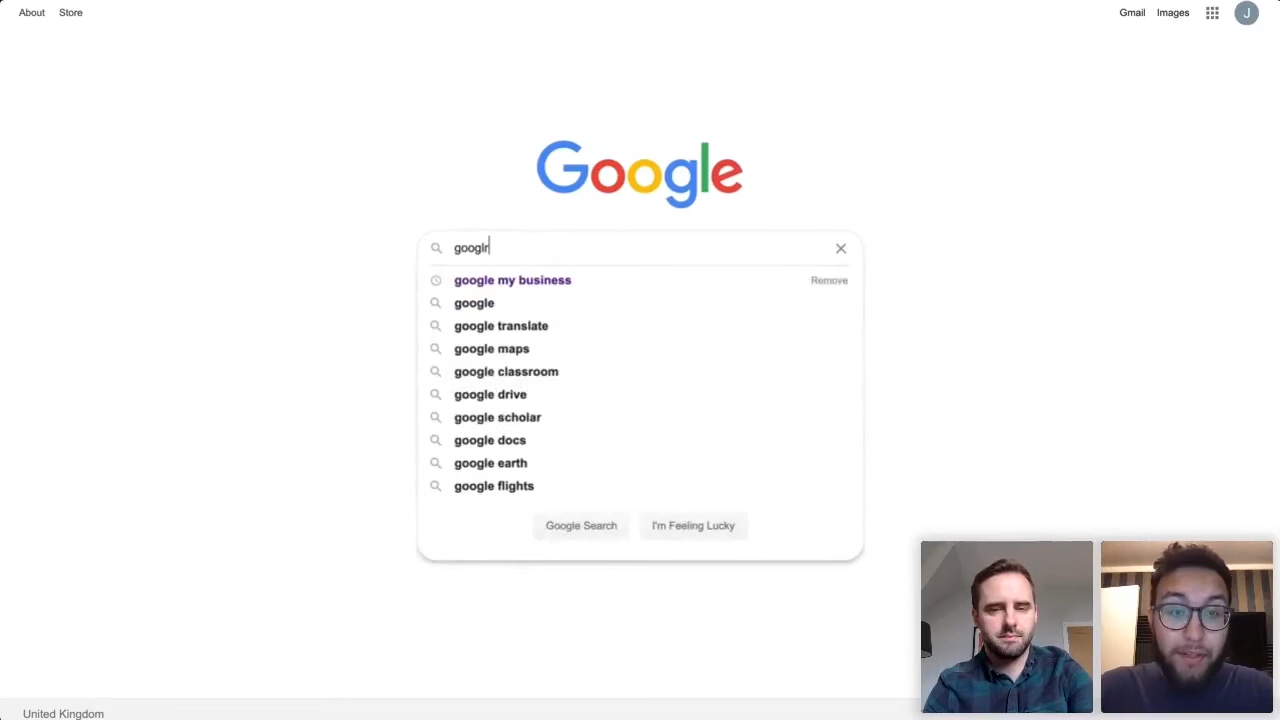 About Store Gmail Images J
Google
googlr
google my business Remove
google
google translate
google maps
google classroom
google drive
google scholar
google docs
google earth
google flights
Google Search I'm Feeling Lucky
United Kingdom